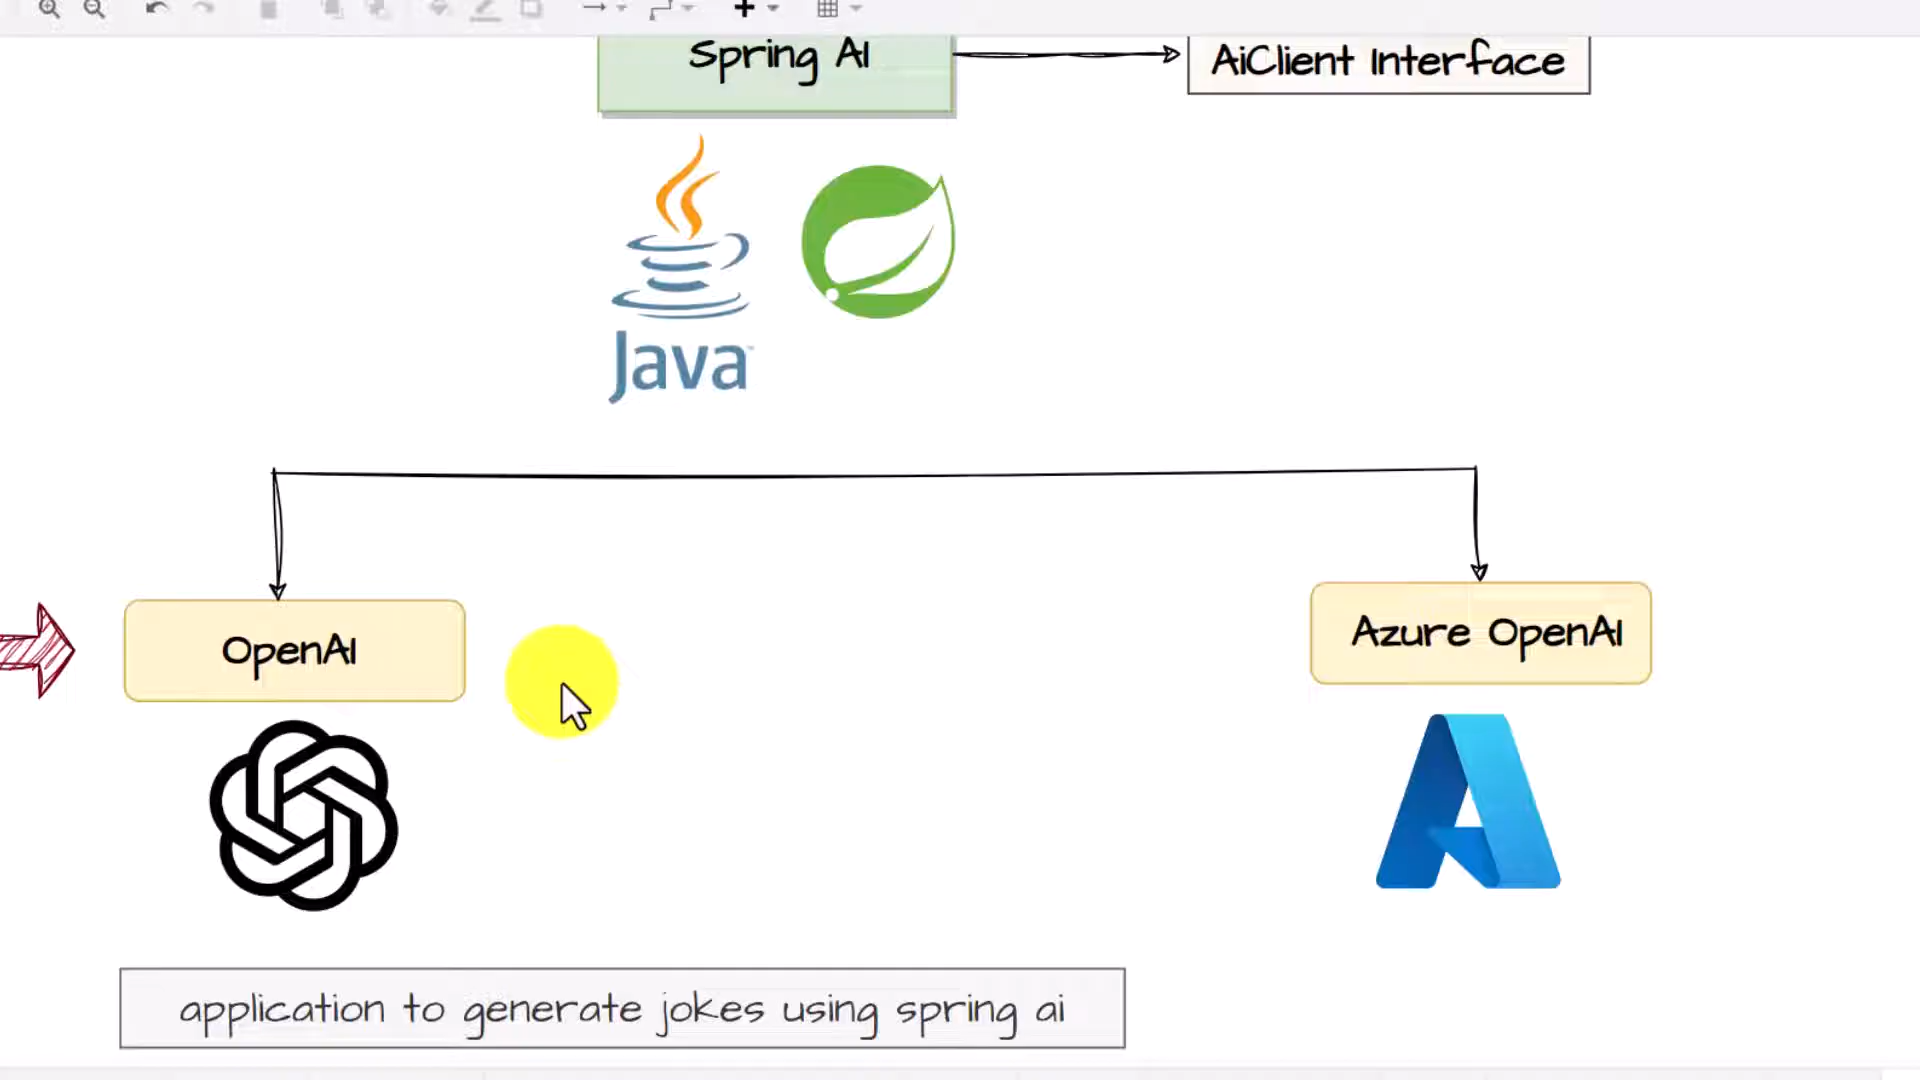 Spring AI
AiClient Interface
Java
OpenAI
Azure OpenAI
application to generate jokes using spring ai